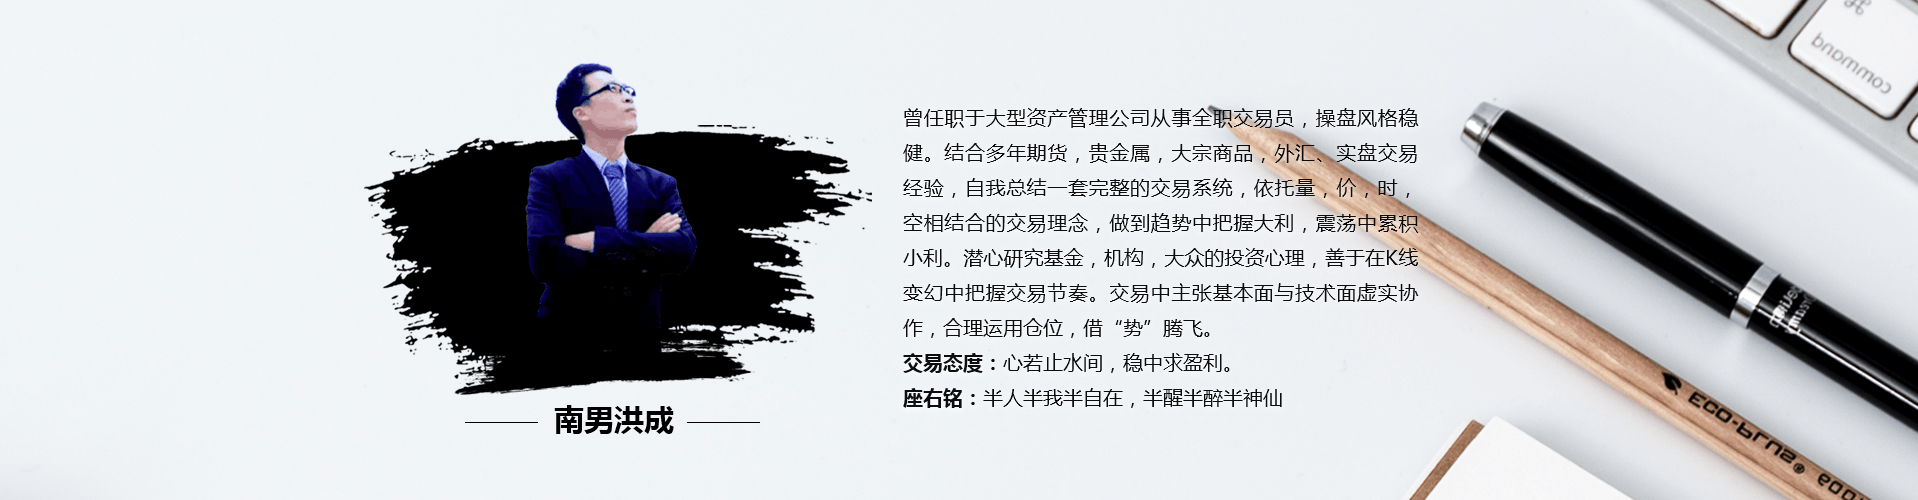 曾任职于大型资产管理公司从事全职交易员，操盘风格稳
健。结合多年期货，贵金属，大宗商品，外汇、实盘交易
经验，自我总结一套完整的交易系统，依托量，价，时，
空相结合的交易理念，做到趋势中把握大利，震荡中累积
小利。潜心研究基金，机构，大众的投资心理，善于在K线
变幻中把握交易节奏。交易中主张基本面与技术面虚实协
作，合理运用仓位，借“势”腾飞。
交易态度：心若止水间，稳中求盈利。
座右铭：半人半我半自在，半醒半醉半神仙
南男洪成
⌘
command
ECO-PLUS®